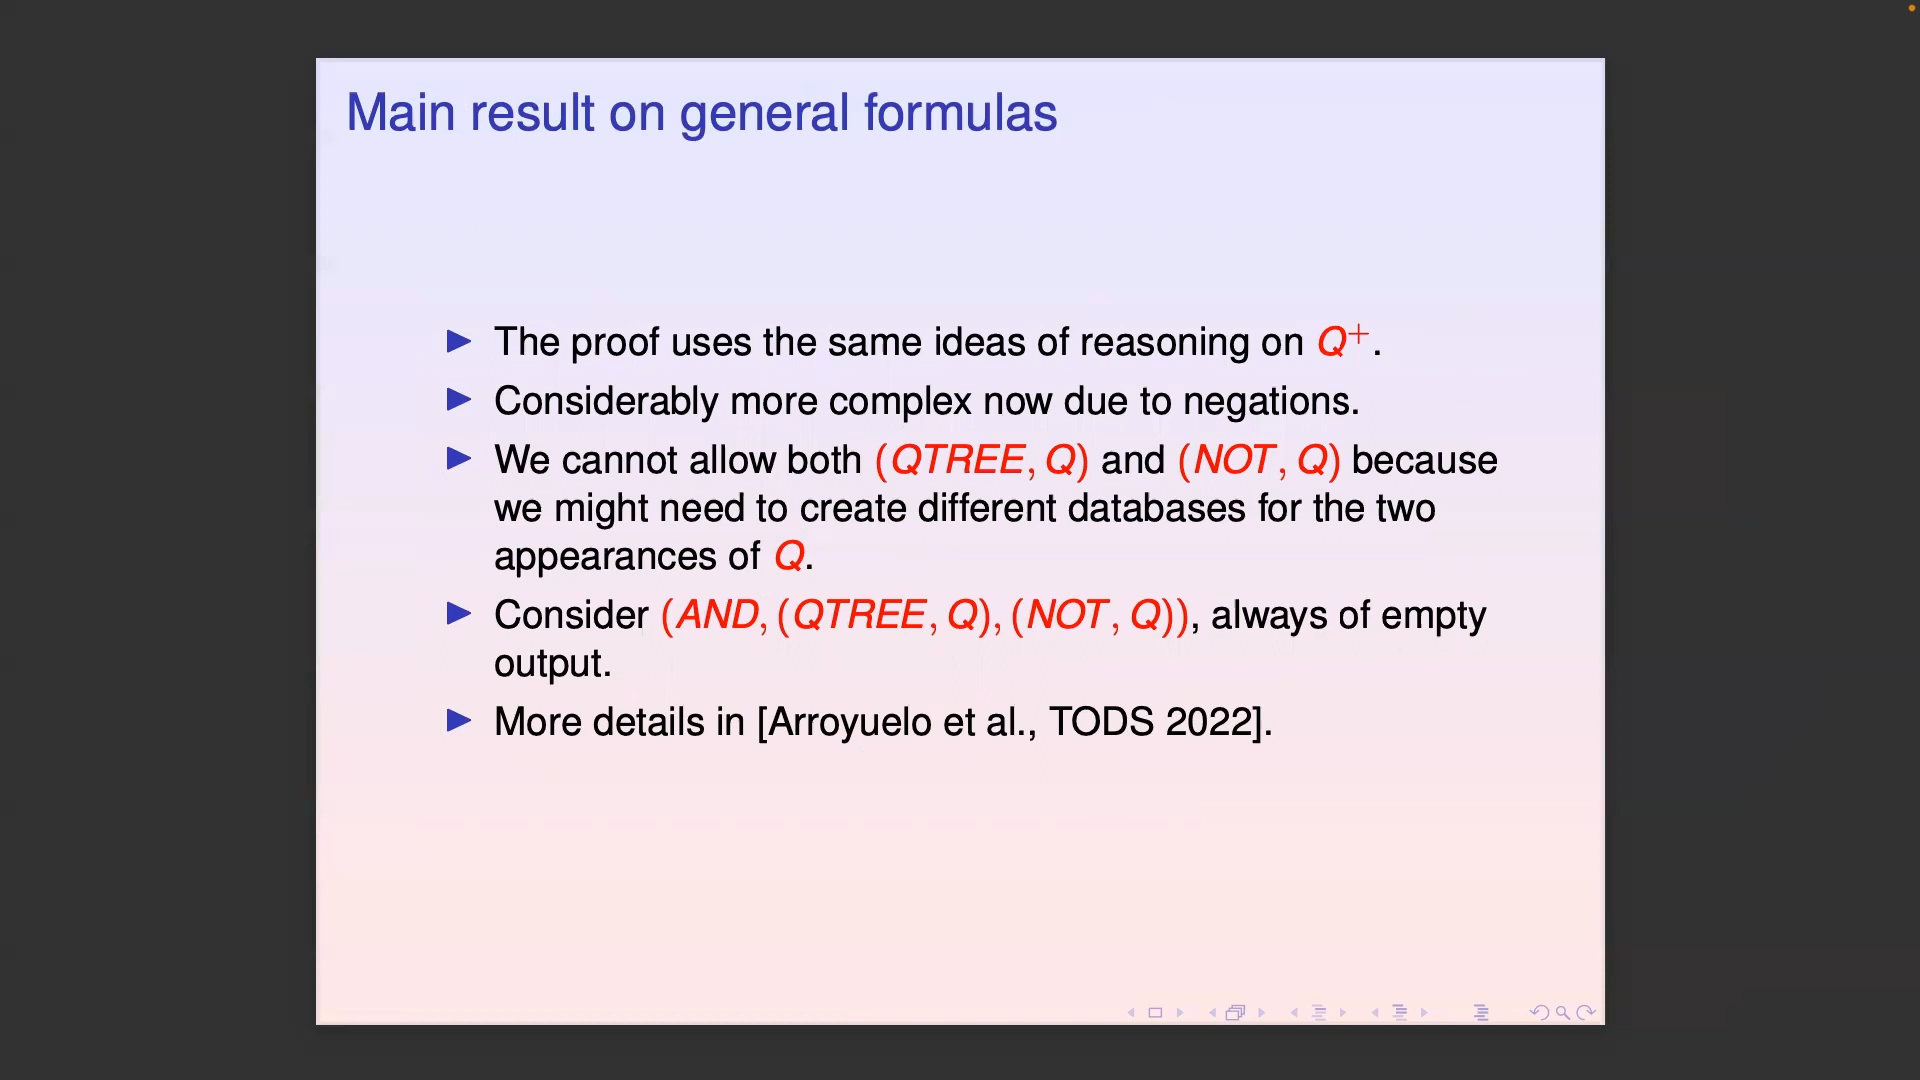 Main result on general formulas
The proof uses the same ideas of reasoning on Q⁺.
Considerably more complex now due to negations.
We cannot allow both (QTREE, Q) and (NOT, Q) because
we might need to create different databases for the two
appearances of Q.
Consider (AND, (QTREE, Q), (NOT, Q)), always of empty
output.
More details in [Arroyuelo et al., TODS 2022].